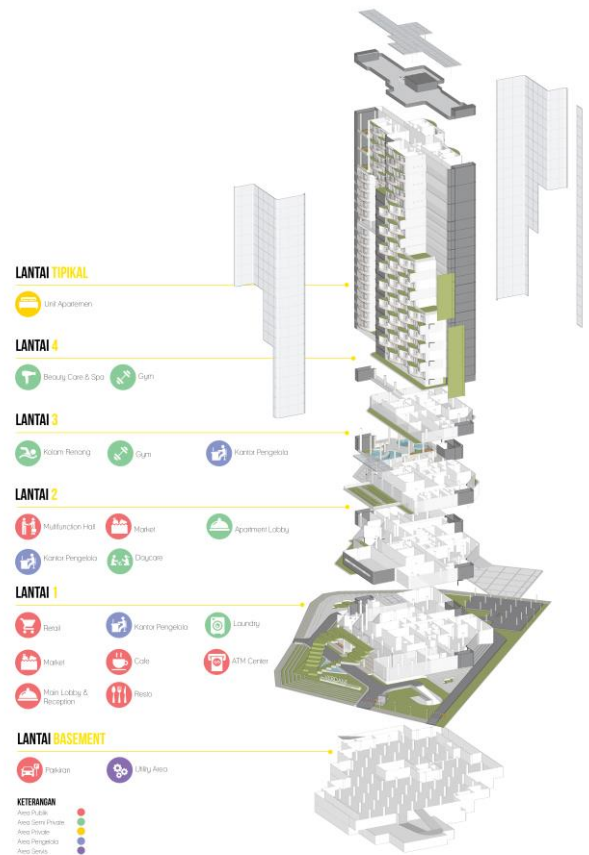 LANTAI TIPIKAL
Unit Apartemen
LANTAI 4
Beauty Care & Spa
Gym
LANTAI 3
Kolam Renang
Gym
Kantor Pengelola
LANTAI 2
Multifunction Hall
Market
Apartment Lobby
Kantor Pengelola
Daycare
LANTAI 1
Retail
Kantor Pengelola
Laundry
Market
Cafe
ATM Center
Main Lobby &
Reception
Resto
LANTAI BASEMENT
Parkiran
Utility Area
KETERANGAN
Area Publik
Area Semi Private
Area Private
Area Pengelola
Area Servis